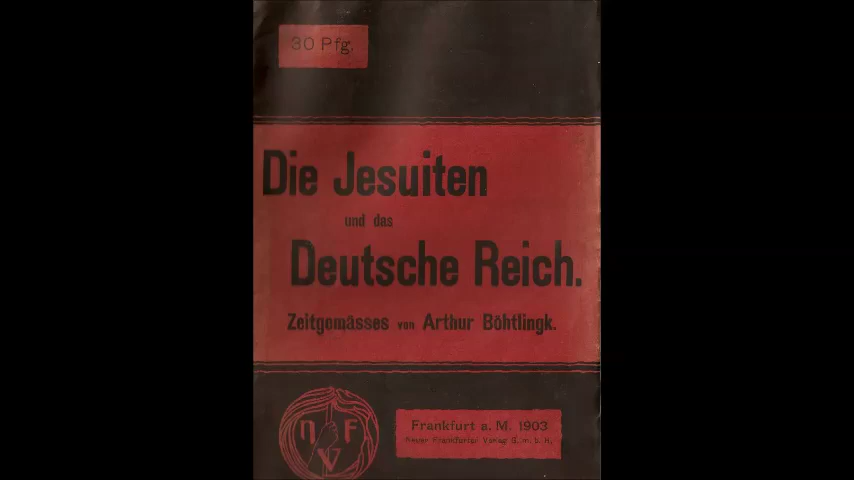 30 Pfg.
Die Jesuiten
und das
Deutsche Reich.
Zeitgemässes von Arthur Böhtlingk.
n F
V
Frankfurt a. M. 1903
Neuer Frankfurter Verlag G. m. b. H.